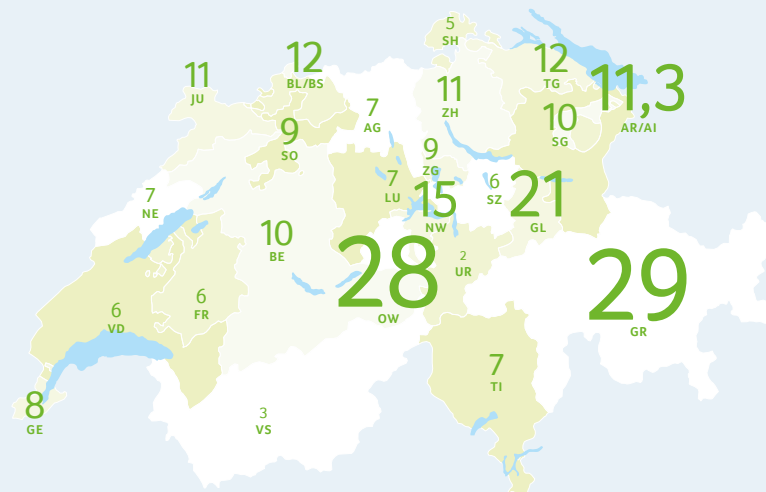 5
SH
12
BL/BS
12
TG
11
JU
11,3
AR/AI
11
ZH
7
AG
10
SG
9
SO
9
ZG
7
LU
6
SZ
21
GL
15
NW
7
NE
10
BE
2
UR
28
OW
29
GR
6
FR
6
VD
7
TI
8
GE
3
VS